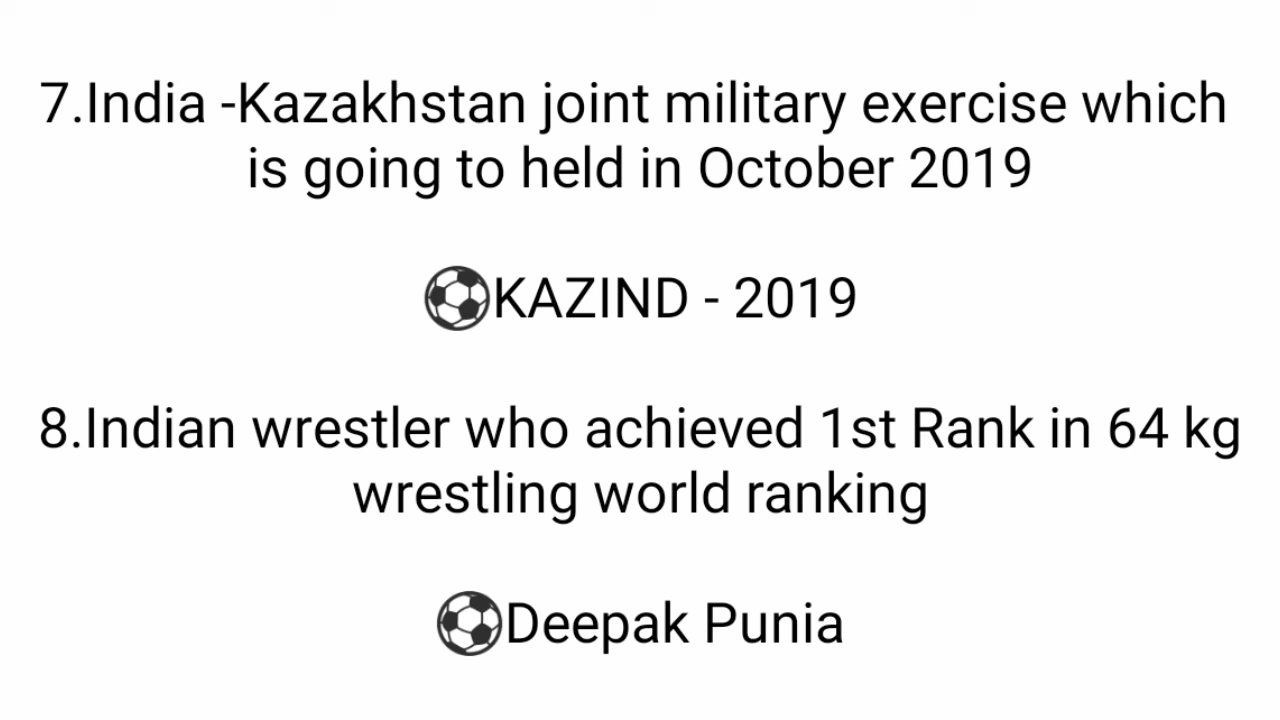 7.India -Kazakhstan joint military exercise which
is going to held in October 2019
⚽KAZIND - 2019
8.Indian wrestler who achieved 1st Rank in 64 kg
wrestling world ranking
⚽Deepak Punia